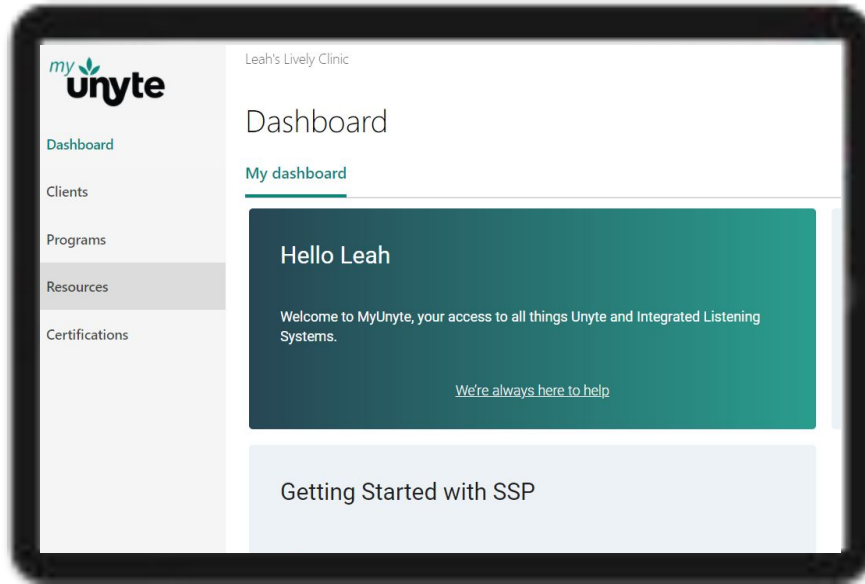 my
unyte
Leah's Lively Clinic
Dashboard
My dashboard
Dashboard
Clients
Programs
Resources
Certifications
Hello Leah
Welcome to MyUnyte, your access to all things Unyte and Integrated Listening
Systems.
We're always here to help
Getting Started with SSP